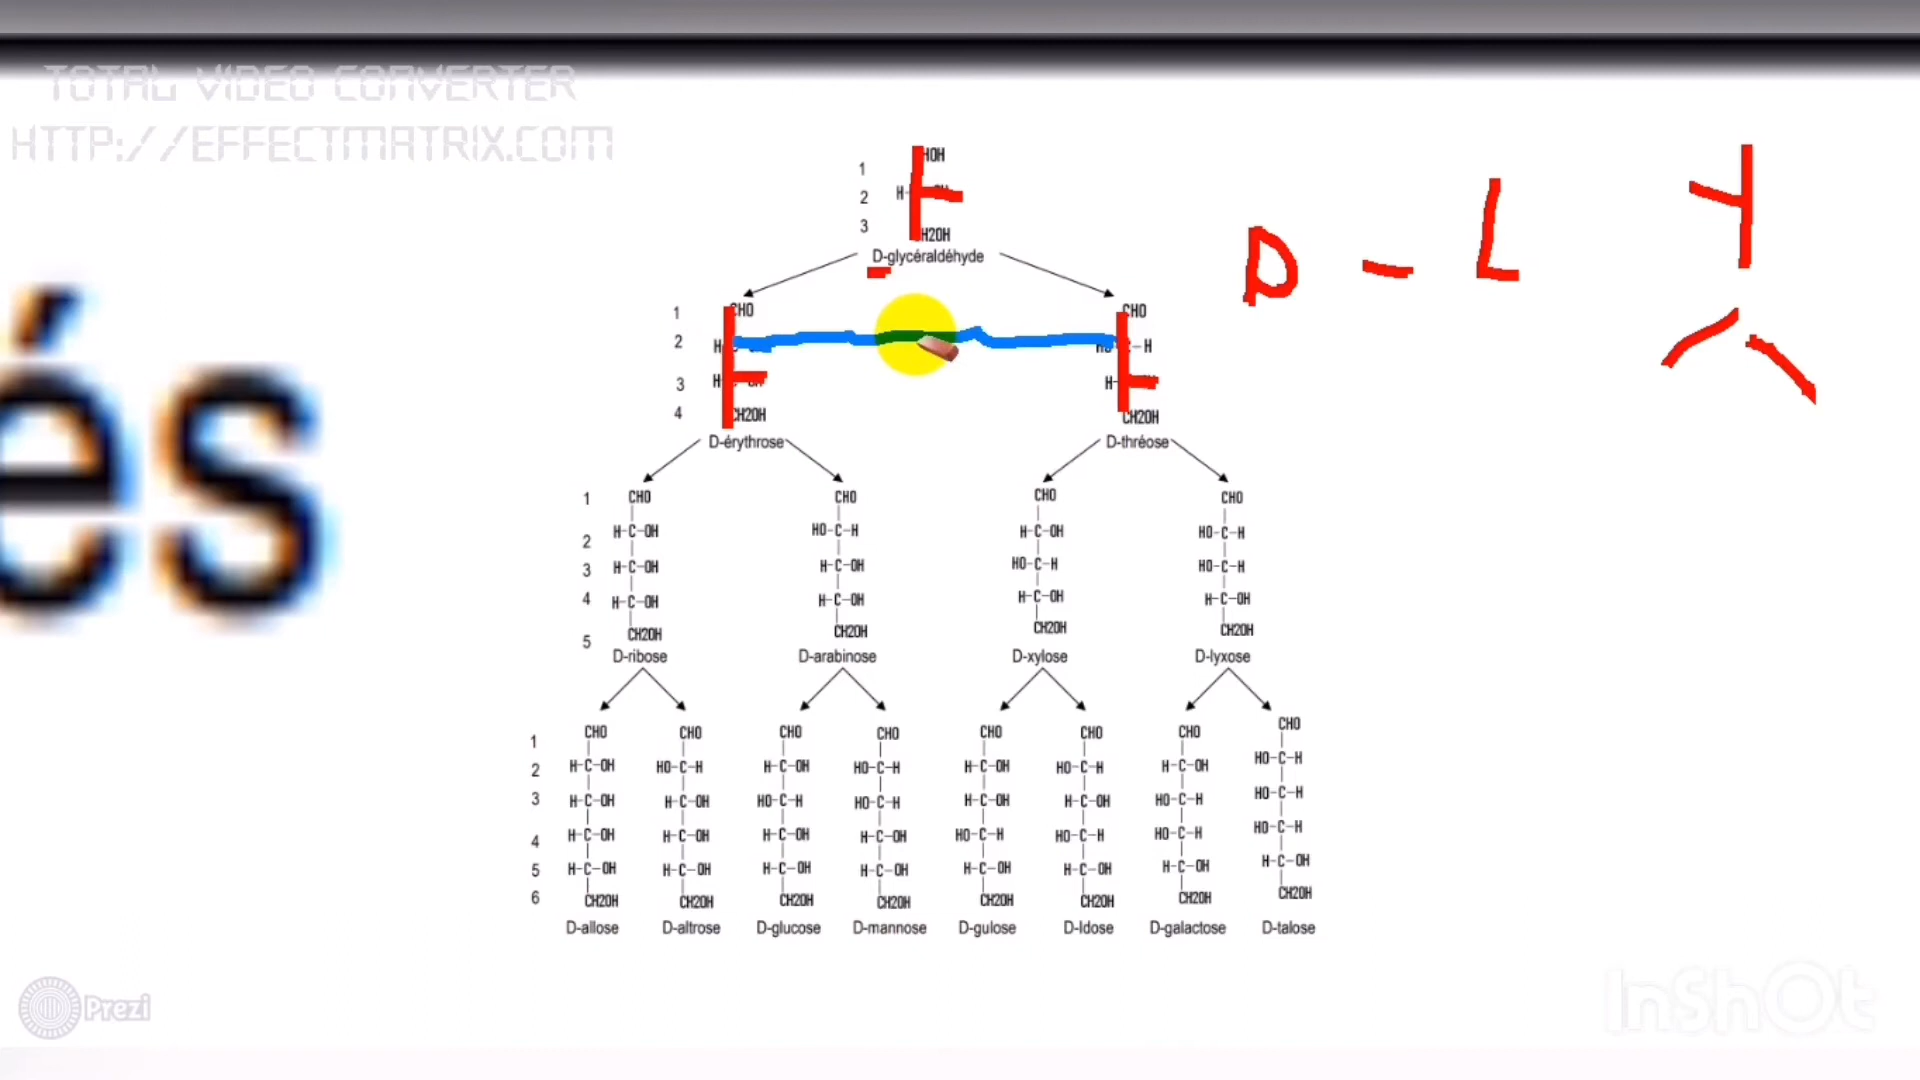 TOTAL VIDEO CONVERTER
HTTP://EFFECTMATRIX.COM
és
1
2 H
3 H2OH
D-glycéraldéhyde
D - L
1 CHO CHO
2 H C-H
3 H H
4 CH2OH CH2OH
D-érythrose D-thréose
1 CHO CHO CHO CHO
2 H-C-OH HO-C-H H-C-OH HO-C-H
3 H-C-OH H-C-OH HO-C-H HO-C-H
4 H-C-OH H-C-OH H-C-OH H-C-OH
5 CH2OH CH2OH CH2OH CH2OH
D-ribose D-arabinose D-xylose D-lyxose
1 CHO CHO CHO CHO CHO CHO CHO CHO
2 H-C-OH HO-C-H H-C-OH HO-C-H H-C-OH HO-C-H H-C-OH HO-C-H
3 H-C-OH H-C-OH HO-C-H HO-C-H H-C-OH H-C-OH HO-C-H HO-C-H
4 H-C-OH H-C-OH H-C-OH H-C-OH HO-C-H HO-C-H HO-C-H HO-C-H
5 H-C-OH H-C-OH H-C-OH H-C-OH H-C-OH H-C-OH H-C-OH H-C-OH
6 CH2OH CH2OH CH2OH CH2OH CH2OH CH2OH CH2OH CH2OH
D-allose D-altrose D-glucose D-mannose D-gulose D-Idose D-galactose D-talose
Prezi
InShOt